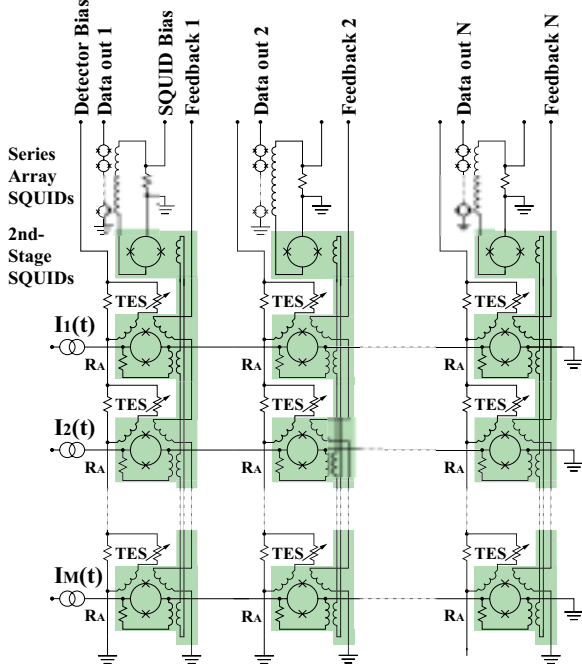 Detector Bias
Data out 1
SQUID Bias
Feedback 1
Data out 2
Feedback 2
Data out N
Feedback N
Series
Array
SQUIDs
2nd-
Stage
SQUIDs
TES TES TES
I1(t)
RA RA RA
TES TES TES
I2(t)
RA RA RA
TES TES TES
IM(t)
RA RA RA